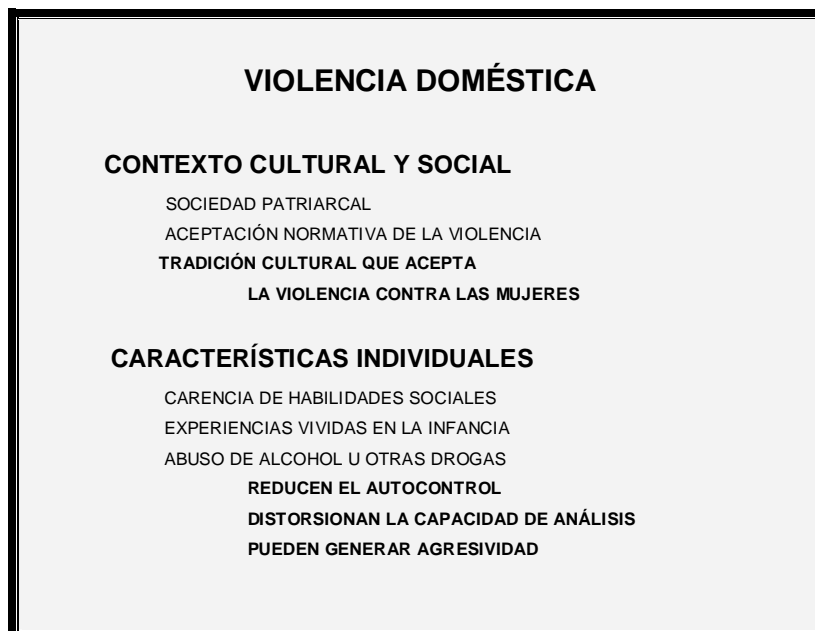 VIOLENCIA DOMÉSTICA
CONTEXTO CULTURAL Y SOCIAL
SOCIEDAD PATRIARCAL
ACEPTACIÓN NORMATIVA DE LA VIOLENCIA
TRADICIÓN CULTURAL QUE ACEPTA
LA VIOLENCIA CONTRA LAS MUJERES
CARACTERÍSTICAS INDIVIDUALES
CARENCIA DE HABILIDADES SOCIALES
EXPERIENCIAS VIVIDAS EN LA INFANCIA
ABUSO DE ALCOHOL U OTRAS DROGAS
REDUCEN EL AUTOCONTROL
DISTORSIONAN LA CAPACIDAD DE ANÁLISIS
PUEDEN GENERAR AGRESIVIDAD